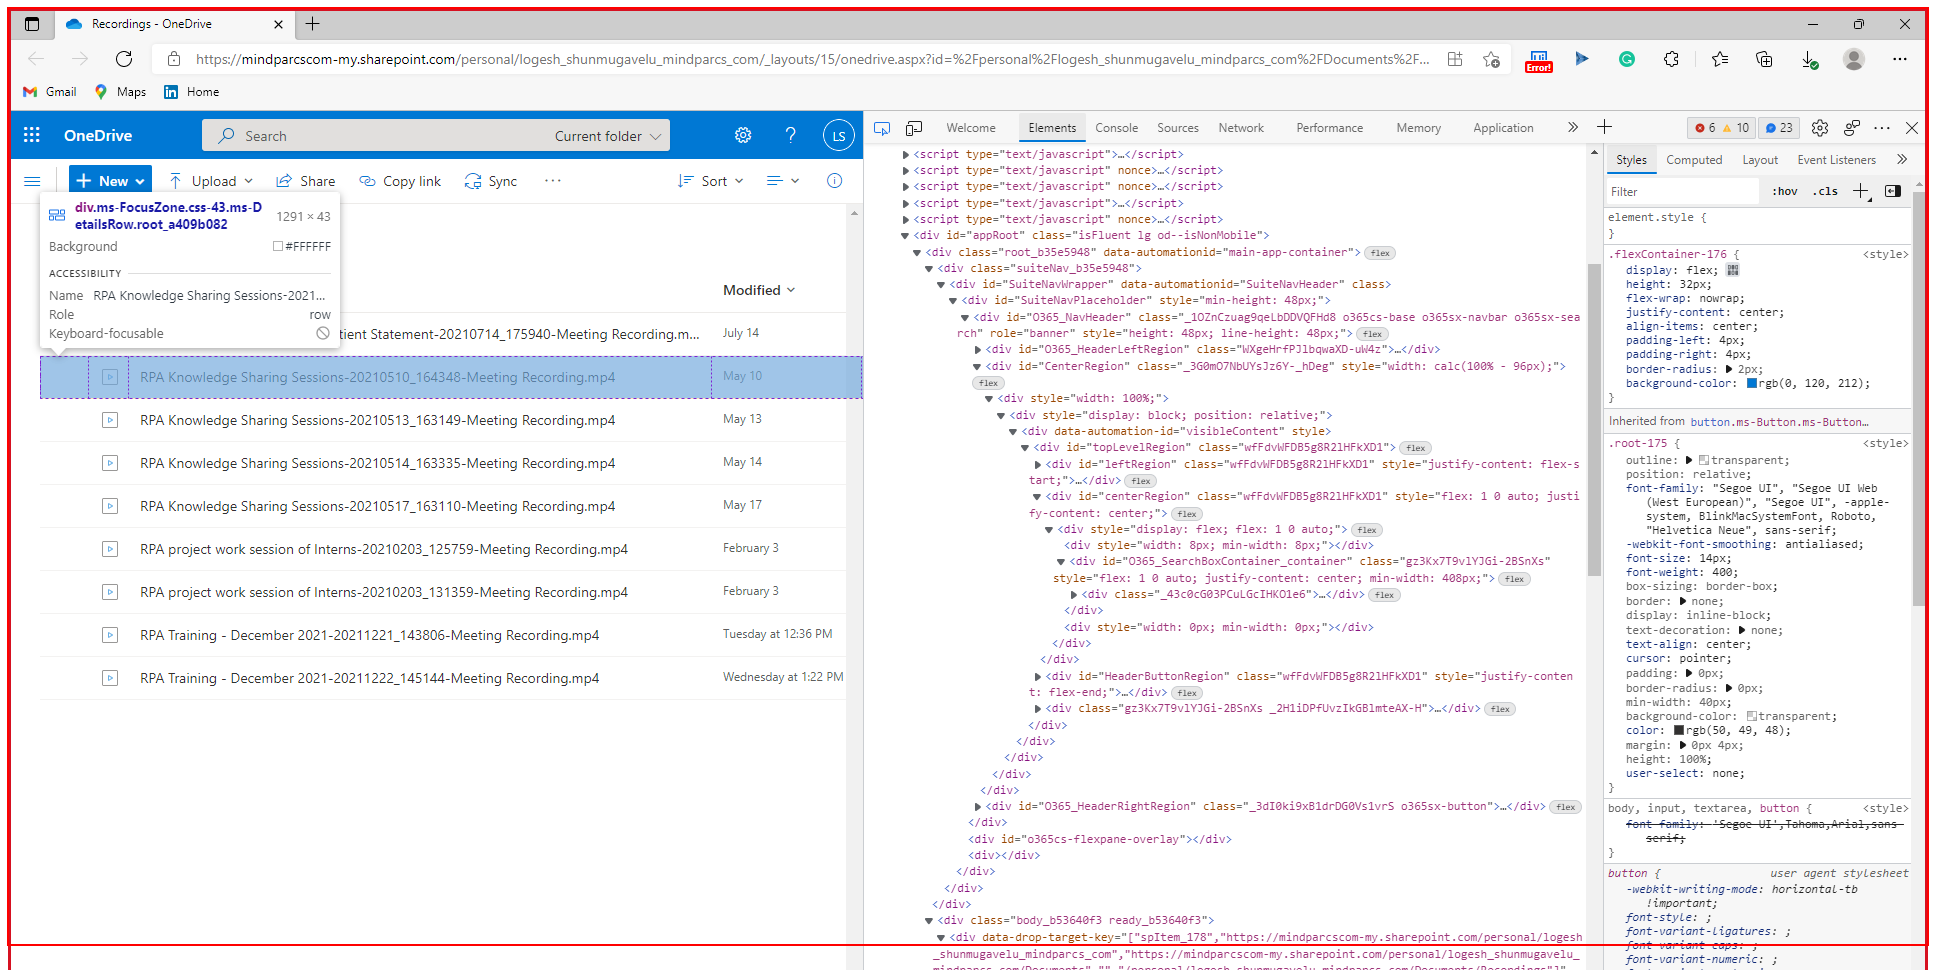 Recordings - OneDrive
https://mindparcscom-my.sharepoint.com/personal/logesh_shunmugavelu_mindparcs_com/_layouts/15/onedrive.aspx?id=%2Fpersonal%2Flogesh_shunmugavelu_mindparcs_com%2FDocuments%2F...
Error!
Gmail Maps Home
OneDrive Search Current folder LS
New Upload Share Copy link Sync ... Sort
div.ms-FocusZone.css-43.ms-D
etailsRow.root_a409b082 1291 × 43
Background #FFFFFF
ACCESSIBILITY
Name RPA Knowledge Sharing Sessions-2021...
Role row
Keyboard-focusable
Modified
tient Statement-20210714_175940-Meeting Recording.m... July 14
RPA Knowledge Sharing Sessions-20210510_164348-Meeting Recording.mp4 May 10
RPA Knowledge Sharing Sessions-20210513_163149-Meeting Recording.mp4 May 13
RPA Knowledge Sharing Sessions-20210514_163335-Meeting Recording.mp4 May 14
RPA Knowledge Sharing Sessions-20210517_163110-Meeting Recording.mp4 May 17
RPA project work session of Interns-20210203_125759-Meeting Recording.mp4 February 3
RPA project work session of Interns-20210203_131359-Meeting Recording.mp4 February 3
RPA Training - December 2021-20211221_143806-Meeting Recording.mp4 Tuesday at 12:36 PM
RPA Training - December 2021-20211222_145144-Meeting Recording.mp4 Wednesday at 1:22 PM
Welcome Elements Console Sources Network Performance Memory Application 6 10 23
<script type="text/javascript">…</script>
<script type="text/javascript" nonce>…</script>
<script type="text/javascript" nonce>…</script>
<script type="text/javascript">…</script>
<script type="text/javascript" nonce>…</script>
<div id="appRoot" class="isFluent lg od--isNonMobile">
<div class="root_b35e5948" data-automationid="main-app-container"> flex
<div class="suiteNav_b35e5948">
<div id="SuiteNavWrapper" data-automationid="SuiteNavHeader" class>
<div id="SuiteNavPlaceholder" style="min-height: 48px;">
<div id="O365_NavHeader" class="_1OZnCzuag9qeLbDDVQFHd8 o365cs-base o365sx-navbar o365sx-sea
rch" role="banner" style="height: 48px; line-height: 48px;"> flex
<div id="O365_HeaderLeftRegion" class="WXgeHrfPJlbqwaXD-uW4z">…</div>
<div id="CenterRegion" class="_3G0mO7NbUYsJz6Y-_hDeg" style="width: calc(100% - 96px);">
flex
<div style="width: 100%;">
<div style="display: block; position: relative;">
<div data-automation-id="visibleContent" style>
<div id="topLevelRegion" class="wfFdvWFDB5g8R2lHFkXD1"> flex
<div id="leftRegion" class="wfFdvWFDB5g8R2lHFkXD1" style="justify-content: flex-s
tart;">…</div> flex
<div id="centerRegion" class="wfFdvWFDB5g8R2lHFkXD1" style="flex: 1 0 auto; justi
fy-content: center;"> flex
<div style="display: flex; flex: 1 0 auto;"> flex
<div style="width: 8px; min-width: 8px;"></div>
<div id="O365_SearchBoxContainer_container" class="gz3Kx7T9vlYJGi-2BSnXs"
style="flex: 1 0 auto; justify-content: center; min-width: 408px;"> flex
<div class="_43c0cG03PCuLGcIHKO1e6">…</div> flex
</div>
<div style="width: 0px; min-width: 0px;"></div>
</div>
</div>
<div id="HeaderButtonRegion" class="wfFdvWFDB5g8R2lHFkXD1" style="justify-conten
t: flex-end;">…</div> flex
<div class="gz3Kx7T9vlYJGi-2BSnXs _2H1iDPfUvzIkGBlmteAX-H">…</div> flex
</div>
</div>
</div>
</div>
</div>
<div id="O365_HeaderRightRegion" class="_3dI0ki9xB1drDG0Vs1vrS o365sx-button">…</div> flex
</div>
<div id="o365cs-flexpane-overlay"></div>
<div></div>
</div>
</div>
</div>
<div class="body_b53640f3 ready_b53640f3">
<div data-drop-target-key="["spItem_178","https://mindparcscom-my.sharepoint.com/personal/logesh
_shunmugavelu_mindparcs_com","https://mindparcscom-my.sharepoint.com/personal/logesh_shunmugavelu_
Styles Computed Layout Event Listeners
Filter :hov .cls
element.style {
}
.flexContainer-176 { <style>
display: flex;
height: 32px;
flex-wrap: nowrap;
justify-content: center;
align-items: center;
padding-left: 4px;
padding-right: 4px;
border-radius: 2px;
background-color: rgb(0, 120, 212);
}
Inherited from button.ms-Button.ms-Button…
.root-175 { <style>
outline: transparent;
position: relative;
font-family: "Segoe UI", "Segoe UI Web
(West European)", "Segoe UI", -apple-
system, BlinkMacSystemFont, Roboto,
"Helvetica Neue", sans-serif;
-webkit-font-smoothing: antialiased;
font-size: 14px;
font-weight: 400;
box-sizing: border-box;
border: none;
display: inline-block;
text-decoration: none;
text-align: center;
cursor: pointer;
padding: 0px;
border-radius: 0px;
min-width: 40px;
background-color: transparent;
color: rgb(50, 49, 48);
margin: 0px 4px;
height: 100%;
user-select: none;
}
body, input, textarea, button { <style>
font-family: 'Segoe UI',Tahoma,Arial,sans-
serif;
}
button { user agent stylesheet
-webkit-writing-mode: horizontal-tb
!important;
font-style: ;
font-variant-ligatures: ;
font-variant-caps: ;
font-variant-numeric: ;